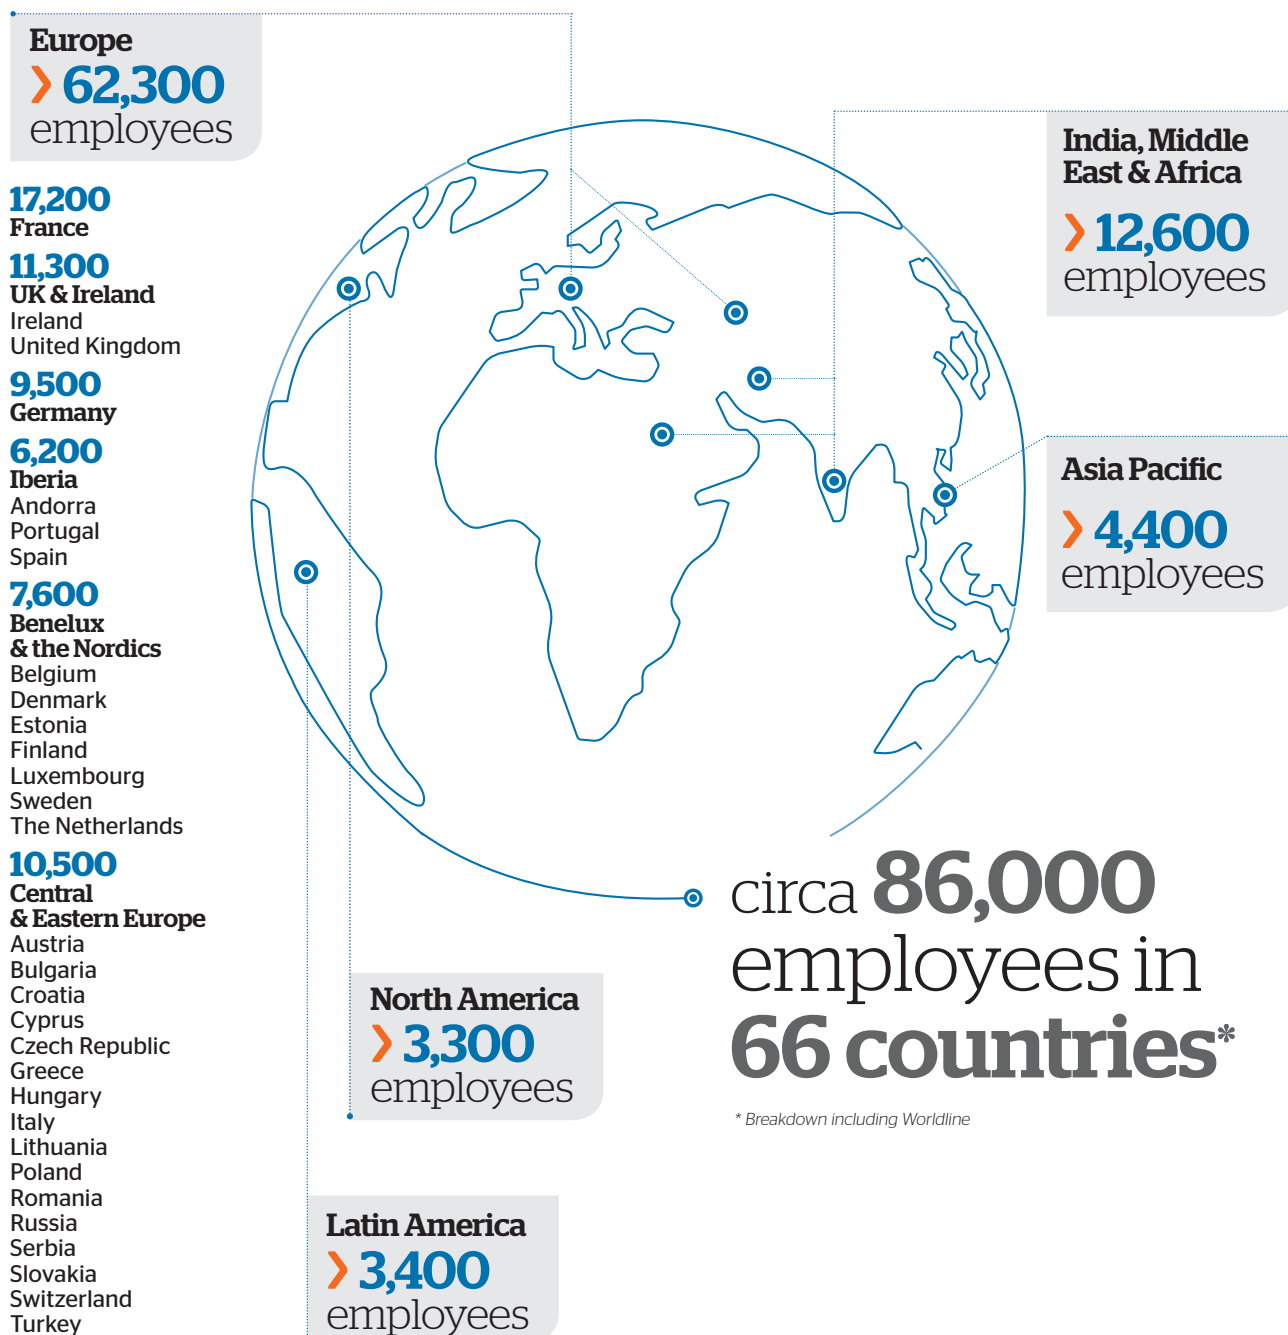 Europe
❯ 62,300
employees
17,200
France
11,300
UK & Ireland
Ireland
United Kingdom
9,500
Germany
6,200
Iberia
Andorra
Portugal
Spain
7,600
Benelux
& the Nordics
Belgium
Denmark
Estonia
Finland
Luxembourg
Sweden
The Netherlands
10,500
Central
& Eastern Europe
Austria
Bulgaria
Croatia
Cyprus
Czech Republic
Greece
Hungary
Italy
Lithuania
Poland
Romania
Russia
Serbia
Slovakia
Switzerland
Turkey
India, Middle
East & Africa
❯ 12,600
employees
Asia Pacific
❯ 4,400
employees
North America
❯ 3,300
employees
Latin America
❯ 3,400
employees
circa 86,000
employees in
66 countries*
* Breakdown including Worldline